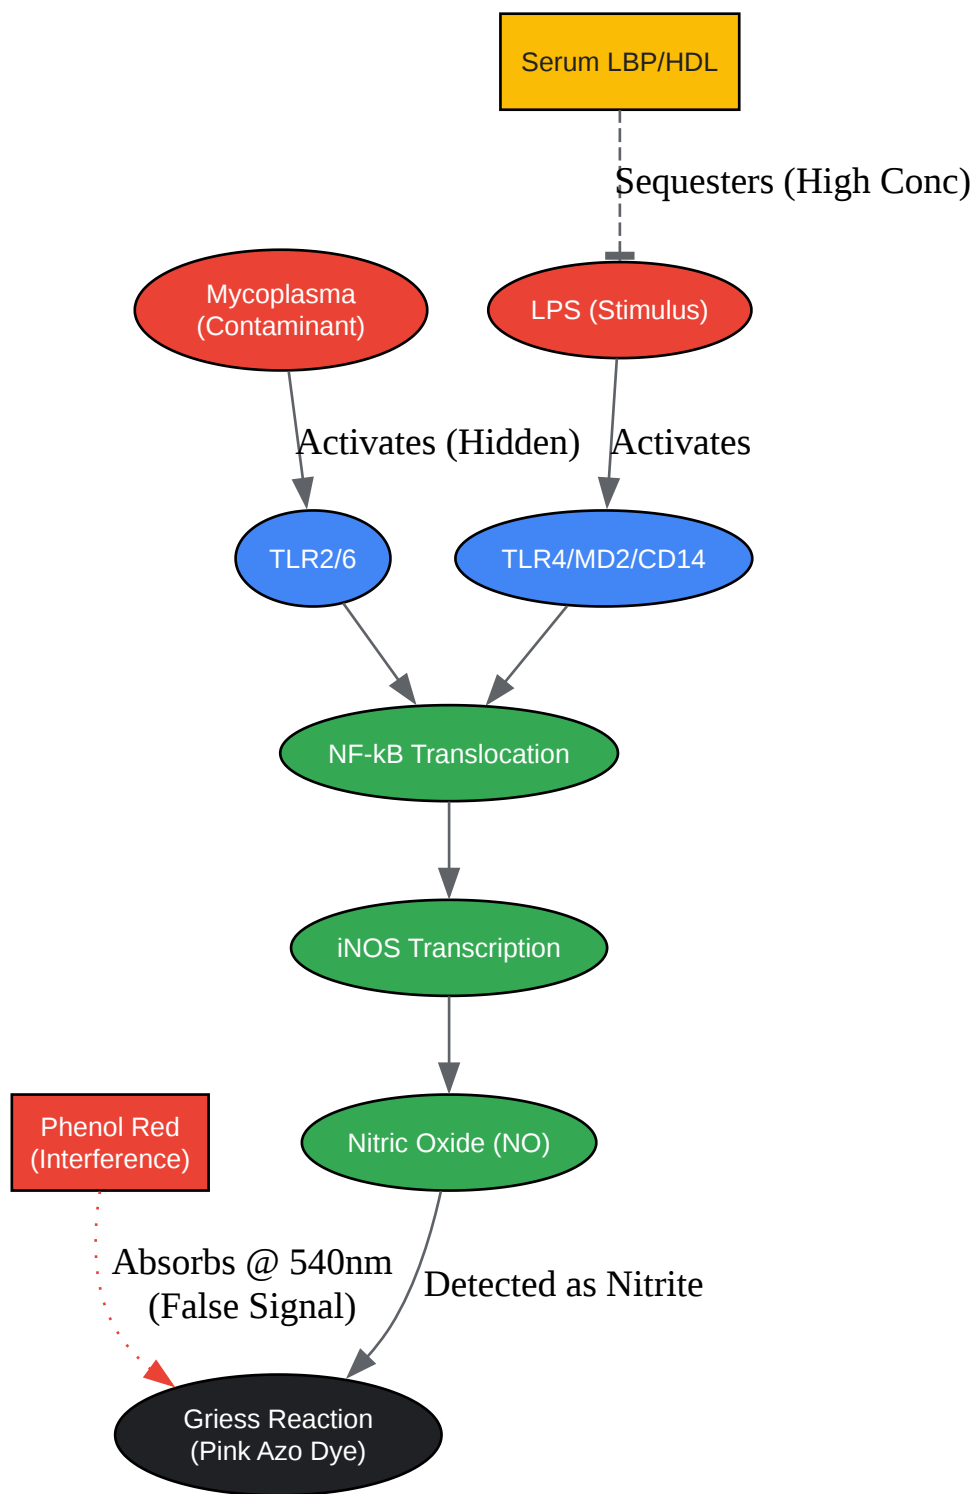 Serum LBP/HDL
Sequesters (High Conc)
Mycoplasma
(Contaminant)
LPS (Stimulus)
Activates (Hidden)
Activates
TLR2/6
TLR4/MD2/CD14
NF-kB Translocation
iNOS Transcription
Phenol Red
(Interference)
Nitric Oxide (NO)
Absorbs @ 540nm
(False Signal)
Detected as Nitrite
Griess Reaction
(Pink Azo Dye)